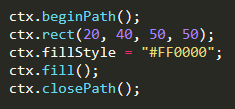 ctx.beginPath();
ctx.rect(20, 40, 50, 50);
ctx.fillStyle = "#FF0000";
ctx.fill();
ctx.closePath();